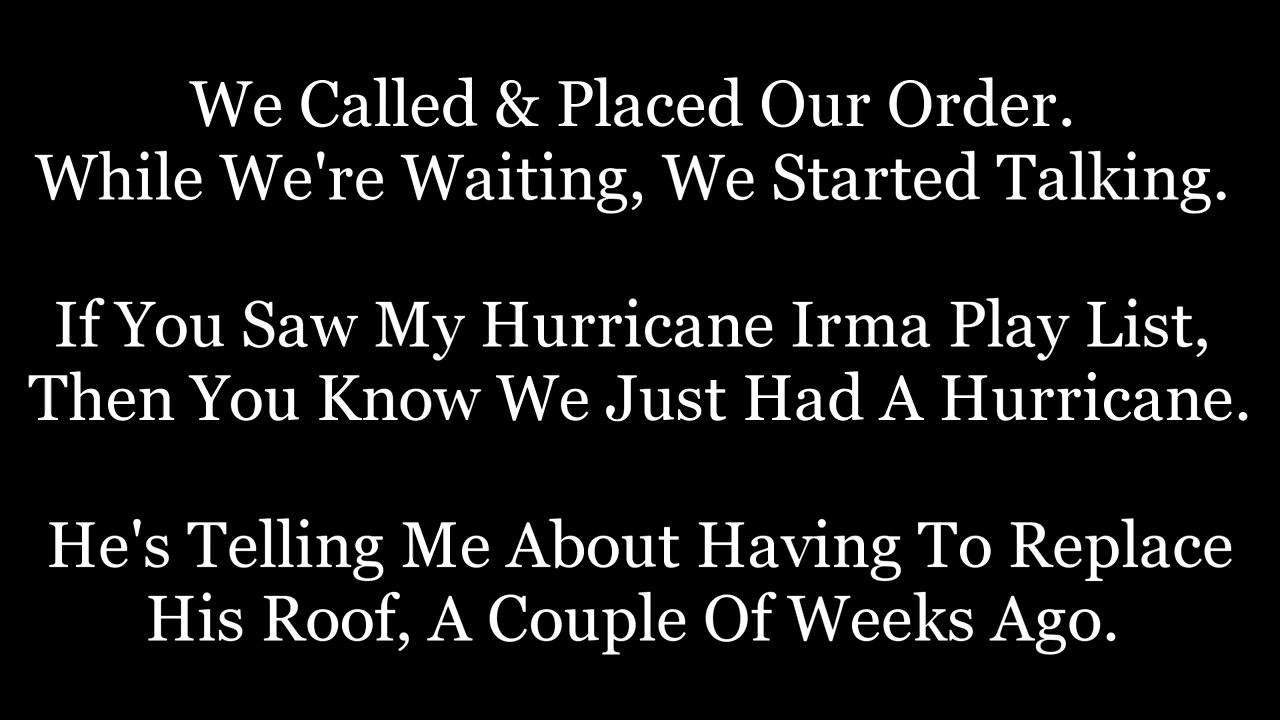 We Called & Placed Our Order.
While We're Waiting, We Started Talking.
If You Saw My Hurricane Irma Play List,
Then You Know We Just Had A Hurricane.
He's Telling Me About Having To Replace
His Roof, A Couple Of Weeks Ago.